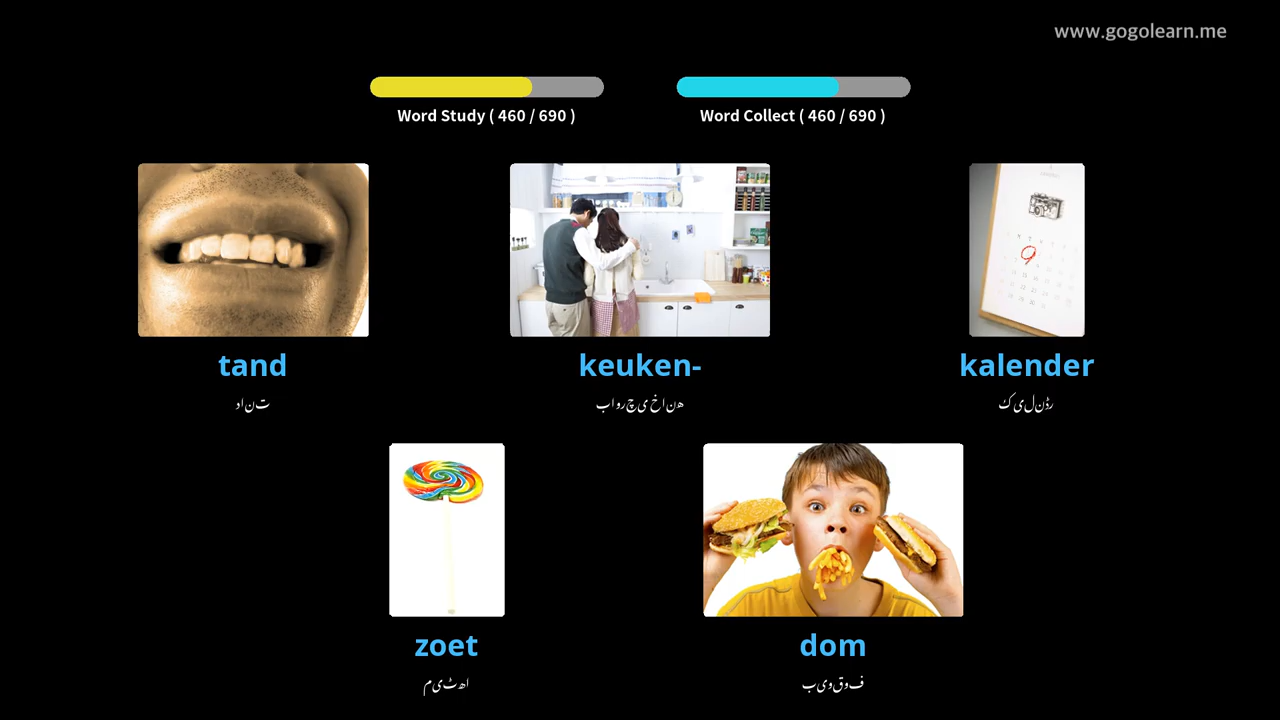 www.gogolearn.me
Word Study ( 460 / 690 )
Word Collect ( 460 / 690 )
tand
keuken-
kalender
دانت
باورچی خانہ
کیلنڈر
zoet
dom
میٹھا
بیوقوف